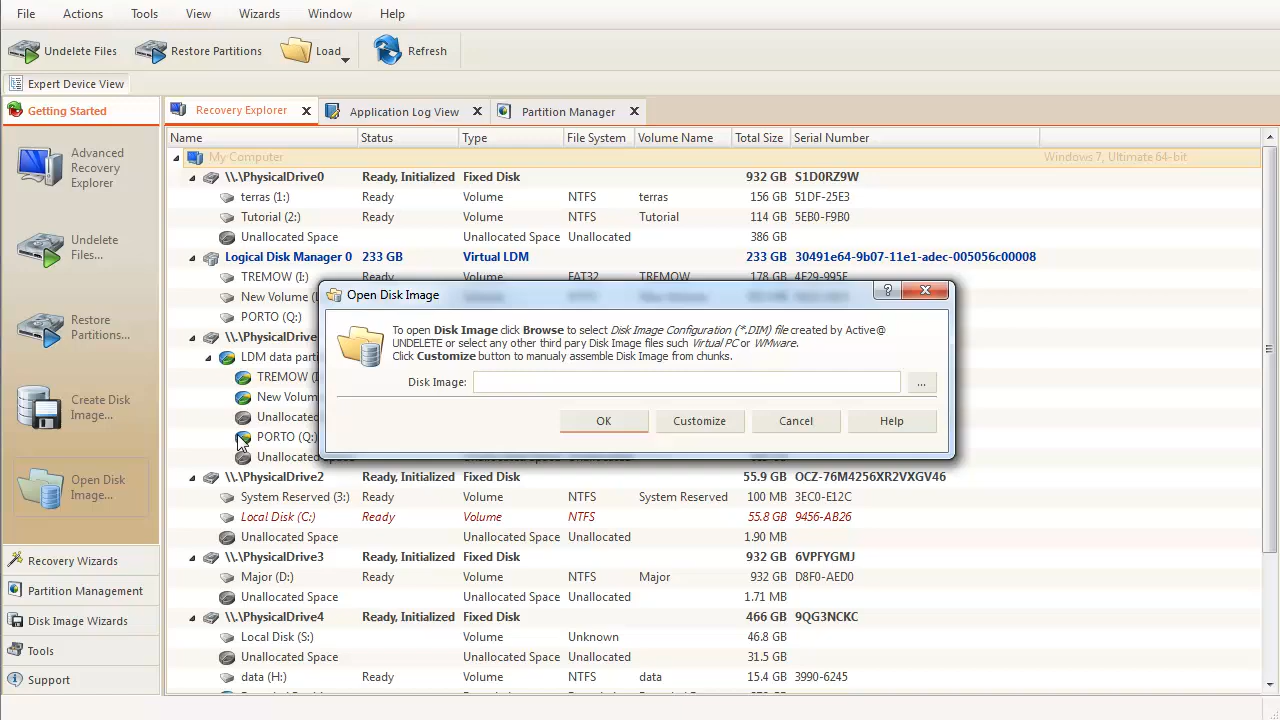 File Actions Tools View Wizards Window Help
Undelete Files Restore Partitions Load Refresh
Expert Device View
Getting Started
Advanced Recovery Explorer
Undelete Files...
Restore Partitions...
Create Disk Image...
Open Disk Image...
Recovery Wizards
Partition Management
Disk Image Wizards
Tools
Support
Recovery Explorer Application Log View Partition Manager
Name Status Type File System Volume Name Total Size Serial Number
My Computer Windows 7, Ultimate 64-bit
\\.\PhysicalDrive0 Ready, Initialized Fixed Disk 932 GB S1D0RZ9W
terras (1:) Ready Volume NTFS terras 156 GB 51DF-25E3
Tutorial (2:) Ready Volume NTFS Tutorial 114 GB 5EB0-F9B0
Unallocated Space Unallocated Space Unallocated 386 GB
Logical Disk Manager 0 233 GB Virtual LDM 233 GB 30491e64-9b07-11e1-adec-005056c00008
TREMOW (I:) Ready Volume FAT32 TREMOW 178 GB 4F29-995F
New Volume (
PORTO (Q:)
\\.\PhysicalDrive
LDM data parti
TREMOW (I
New Volum
Unallocated
PORTO (Q:)
Unallocated Space
\\.\PhysicalDrive2 Ready, Initialized Fixed Disk 55.9 GB OCZ-76M4256XR2VXGV46
System Reserved (3:) Ready Volume NTFS System Reserved 100 MB 3EC0-E12C
Local Disk (C:) Ready Volume NTFS 55.8 GB 9456-AB26
Unallocated Space Unallocated Space Unallocated 1.90 MB
\\.\PhysicalDrive3 Ready, Initialized Fixed Disk 932 GB 6VPFYGMJ
Major (D:) Ready Volume NTFS Major 932 GB D8F0-AED0
Unallocated Space Unallocated Space Unallocated 1.71 MB
\\.\PhysicalDrive4 Ready, Initialized Fixed Disk 466 GB 9QG3NCKC
Local Disk (S:) Volume Unknown 46.8 GB
Unallocated Space Unallocated Space Unallocated 31.5 GB
data (H:) Ready Volume NTFS data 15.4 GB 3990-6245
Open Disk Image
To open Disk Image click Browse to select Disk Image Configuration (*.DIM) file created by Active@
UNDELETE or select any other third pary Disk Image files such Virtual PC or WMware.
Click Customize button to manualy assemble Disk Image from chunks.
Disk Image: ...
OK Customize Cancel Help